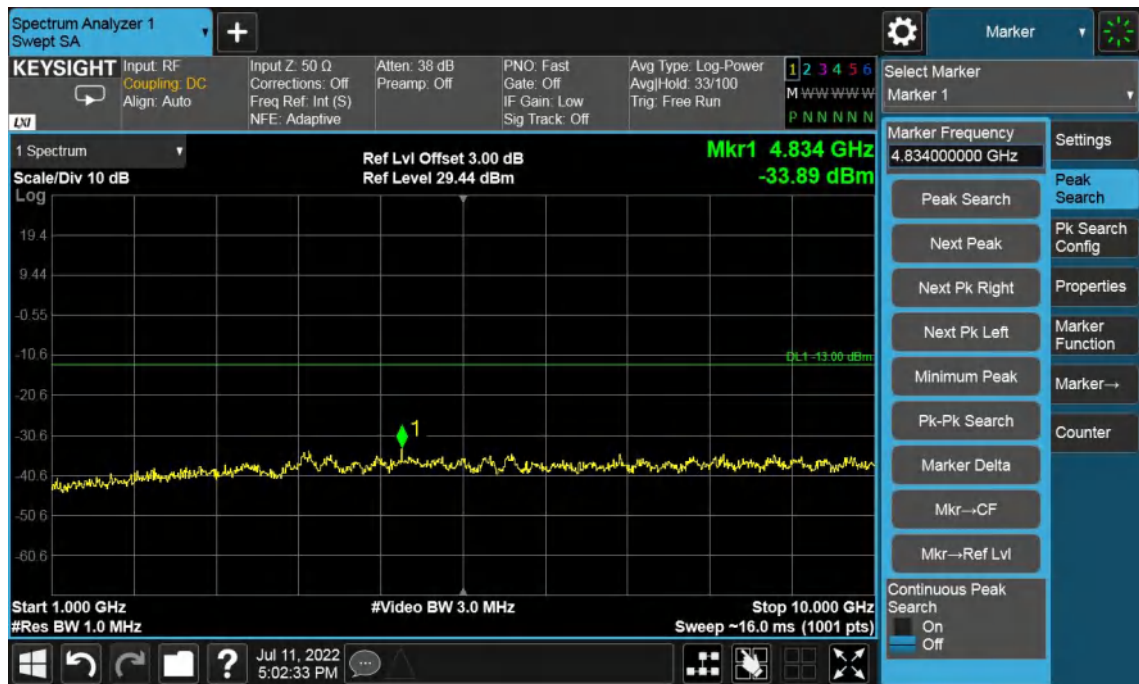 Spectrum Analyzer 1
Swept SA
+
Marker
KEYSIGHT
LXI
Input: RF
Coupling: DC
Align: Auto
Input Z: 50 Ω
Corrections: Off
Freq Ref: Int (S)
NFE: Adaptive
Atten: 38 dB
Preamp: Off
PNO: Fast
Gate: Off
IF Gain: Low
Sig Track: Off
Avg Type: Log-Power
Avg|Hold: 33/100
Trig: Free Run
1 2 3 4 5 6
M W W W W W
P N N N N N
Select Marker
Marker 1
1 Spectrum
Scale/Div 10 dB
Log
Ref Lvl Offset 3.00 dB
Ref Level 29.44 dBm
Mkr1 4.834 GHz
-33.89 dBm
19.4
9.44
-0.55
-10.6
-20.6
-30.6
-40.6
-50.6
-60.6
DL1 -13.00 dBm
1
Start 1.000 GHz
#Res BW 1.0 MHz
#Video BW 3.0 MHz
Stop 10.000 GHz
Sweep ~16.0 ms (1001 pts)
Marker Frequency
4.834000000 GHz
Peak Search
Next Peak
Next Pk Right
Next Pk Left
Minimum Peak
Pk-Pk Search
Marker Delta
Mkr→CF
Mkr→Ref Lvl
Continuous Peak
Search
On
Off
Settings
Peak
Search
Pk Search
Config
Properties
Marker
Function
Marker→
Counter
?
Jul 11, 2022
5:02:33 PM